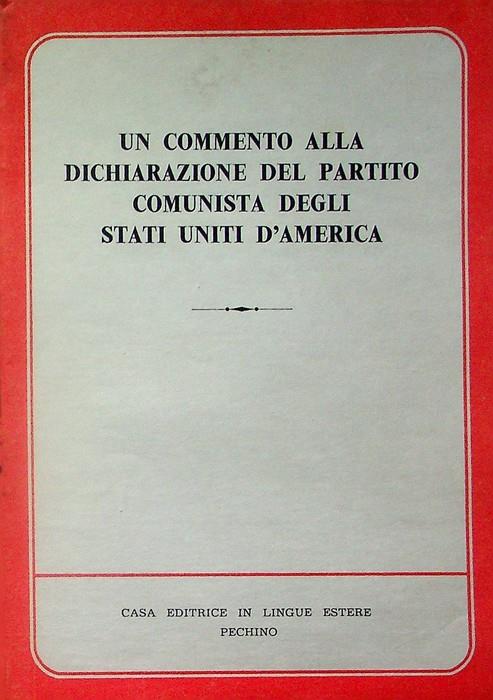 UN COMMENTO ALLA
DICHIARAZIONE DEL PARTITO
COMUNISTA DEGLI
STATI UNITI D'AMERICA
CASA EDITRICE IN LINGUE ESTERE
PECHINO